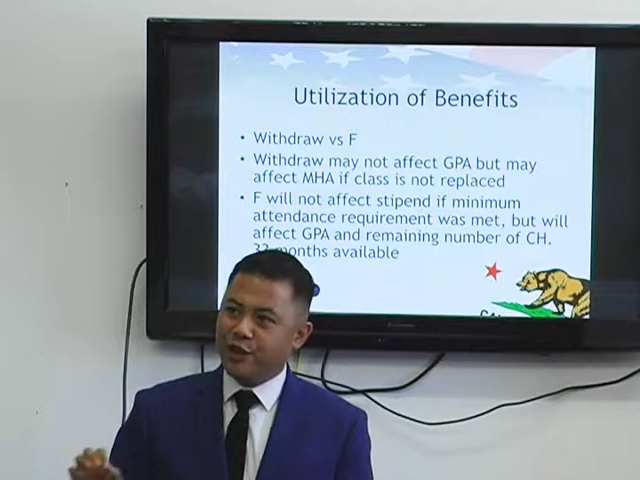 Utilization of Benefits
• Withdraw vs F
• Withdraw may not affect GPA but may
affect MHA if class is not replaced
• F will not affect stipend if minimum
attendance requirement was met, but will
affect GPA and remaining number of CH.
months available